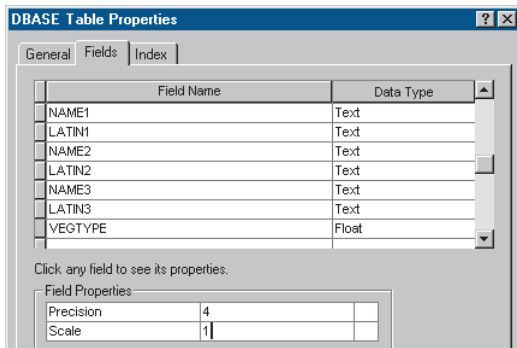 DBASE Table Properties
General Fields Index
Field Name Data Type
NAME1 Text
LATIN1 Text
NAME2 Text
LATIN2 Text
NAME3 Text
LATIN3 Text
VEGTYPE Float
Click any field to see its properties.
Field Properties
Precision 4
Scale 1